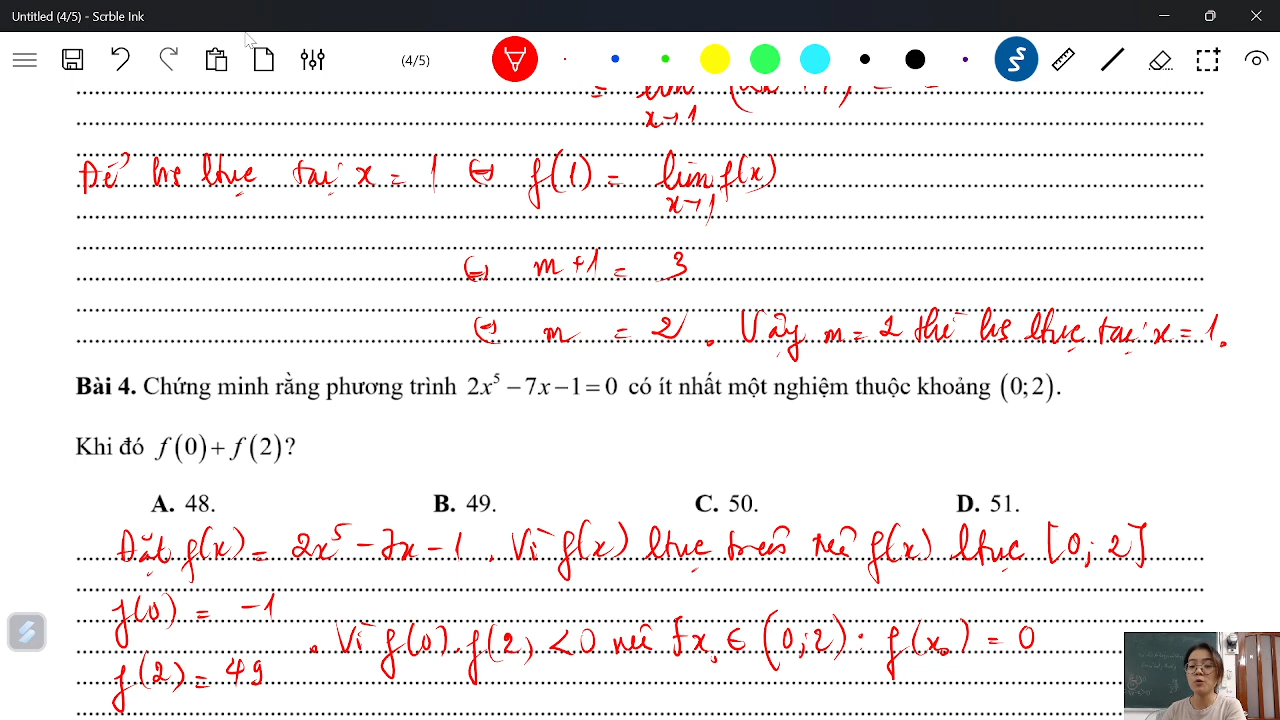 Untitled (4/5) - Scrble Ink
(4/5)
x→1
Để hs ltục tại x = 1 ⇔ f(1) = lim f(x)
x→1
⇔ m+1 = 3
⇔ m = 2. Vậy m = 2 thì hs ltục tại x = 1.
Bài 4. Chứng minh rằng phương trình 2x⁵ − 7x − 1 = 0 có ít nhất một nghiệm thuộc khoảng (0;2).
Khi đó f(0) + f(2)?
A. 48. B. 49. C. 50. D. 51.
Đặt f(x) = 2x⁵ − 7x − 1. Vì f(x) ltục trên nên f(x) ltục [0; 2]
f(0) = −1
. Vì f(0).f(2) < 0 nên ∃x₀ ∈ (0;2) : f(x₀) = 0
f(2) = 49